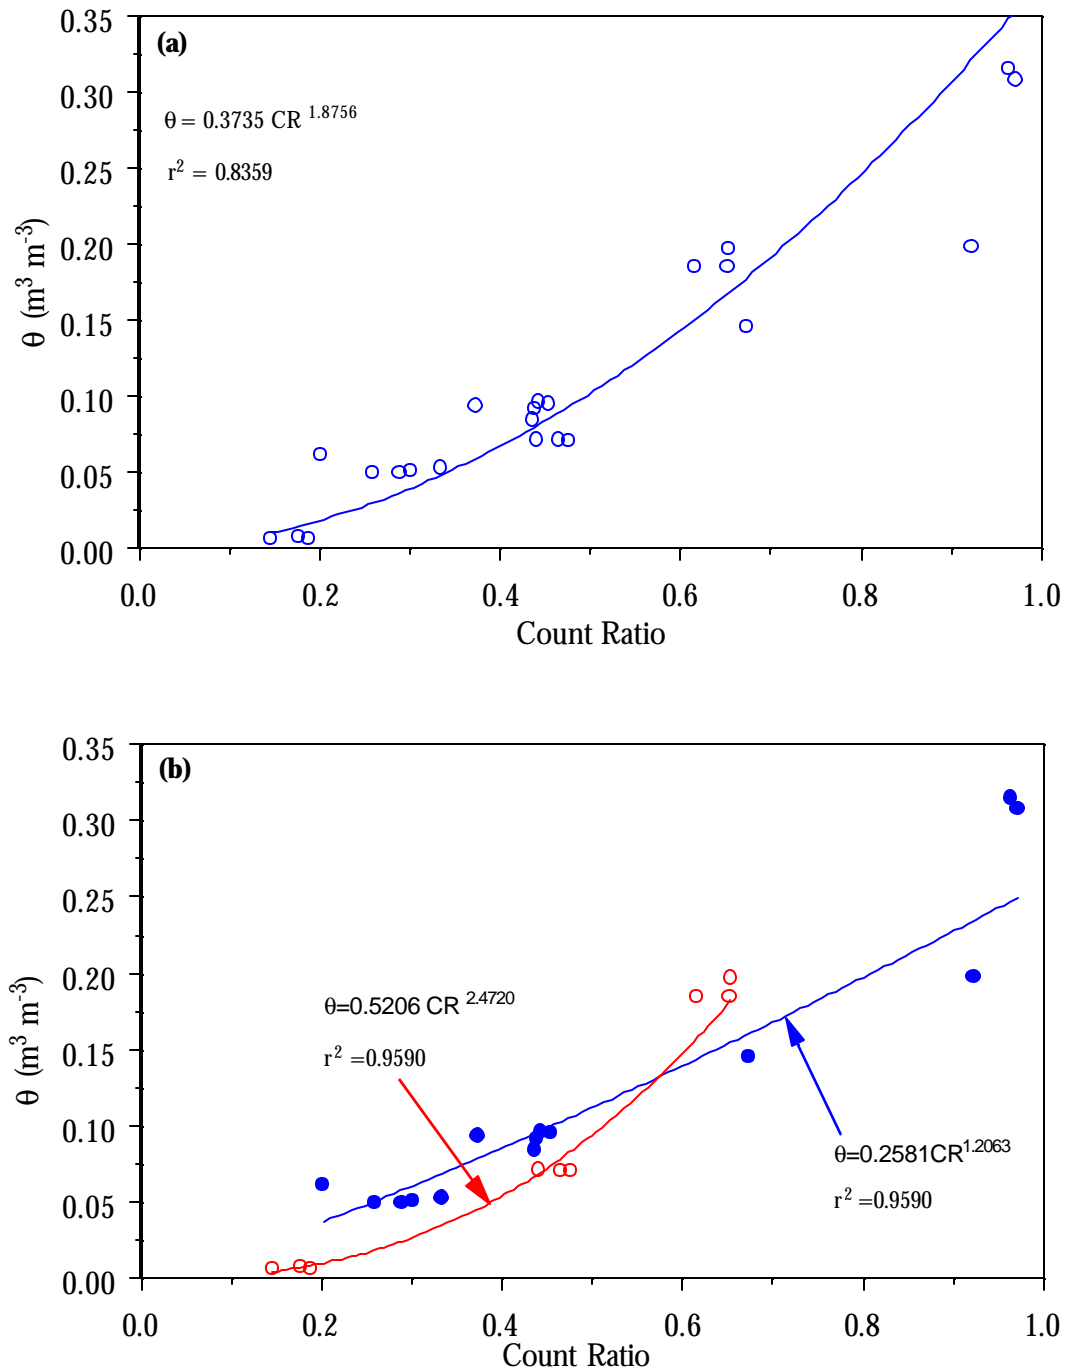 0.35
(a)
0.30
θ = 0.3735 CR 1.8756
r2 = 0.8359
0.25
0.20
θ (m3 m-3)
0.15
0.10
0.05
0.00
0.0 0.2 0.4 0.6 0.8 1.0
Count Ratio
0.35
(b)
0.30
0.25
0.20
θ=0.5206 CR 2.4720
r2 =0.9590
θ (m3 m-3)
0.15
0.10
θ=0.2581CR1.2063
r2 =0.9590
0.05
0.00
0.0 0.2 0.4 0.6 0.8 1.0
Count Ratio